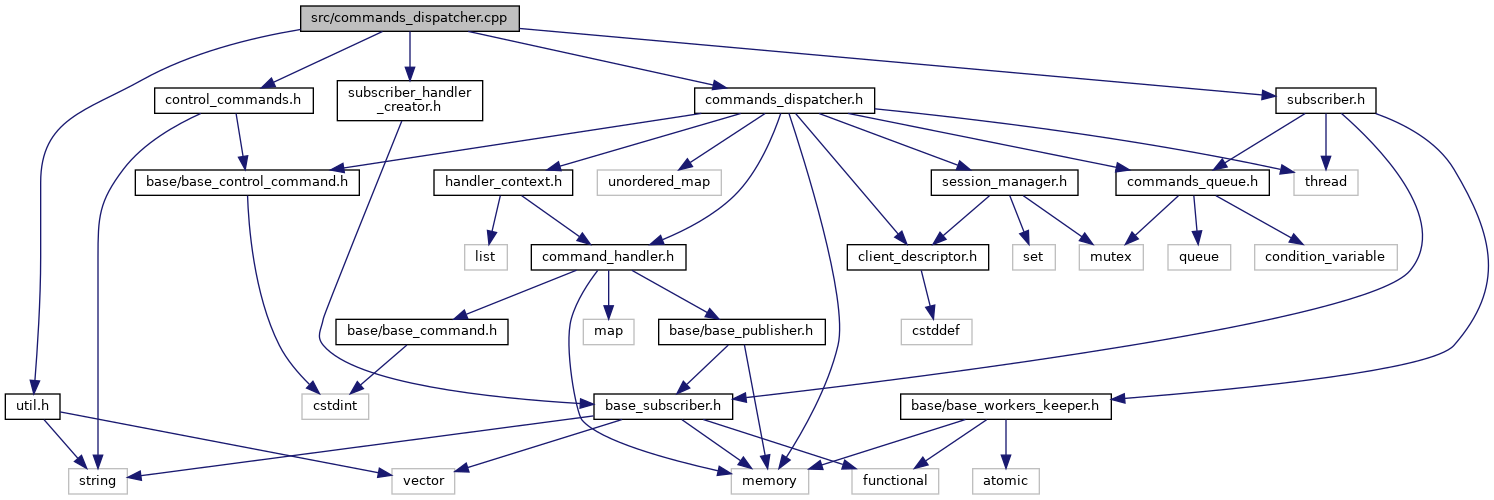 src/commands_dispatcher.cpp
control_commands.h
subscriber_handler
_creator.h
commands_dispatcher.h
subscriber.h
base/base_control_command.h
handler_context.h
unordered_map
session_manager.h
commands_queue.h
thread
list
command_handler.h
client_descriptor.h
set
mutex
queue
condition_variable
base/base_command.h
map
base/base_publisher.h
cstddef
util.h
cstdint
base_subscriber.h
base/base_workers_keeper.h
string
vector
memory
functional
atomic